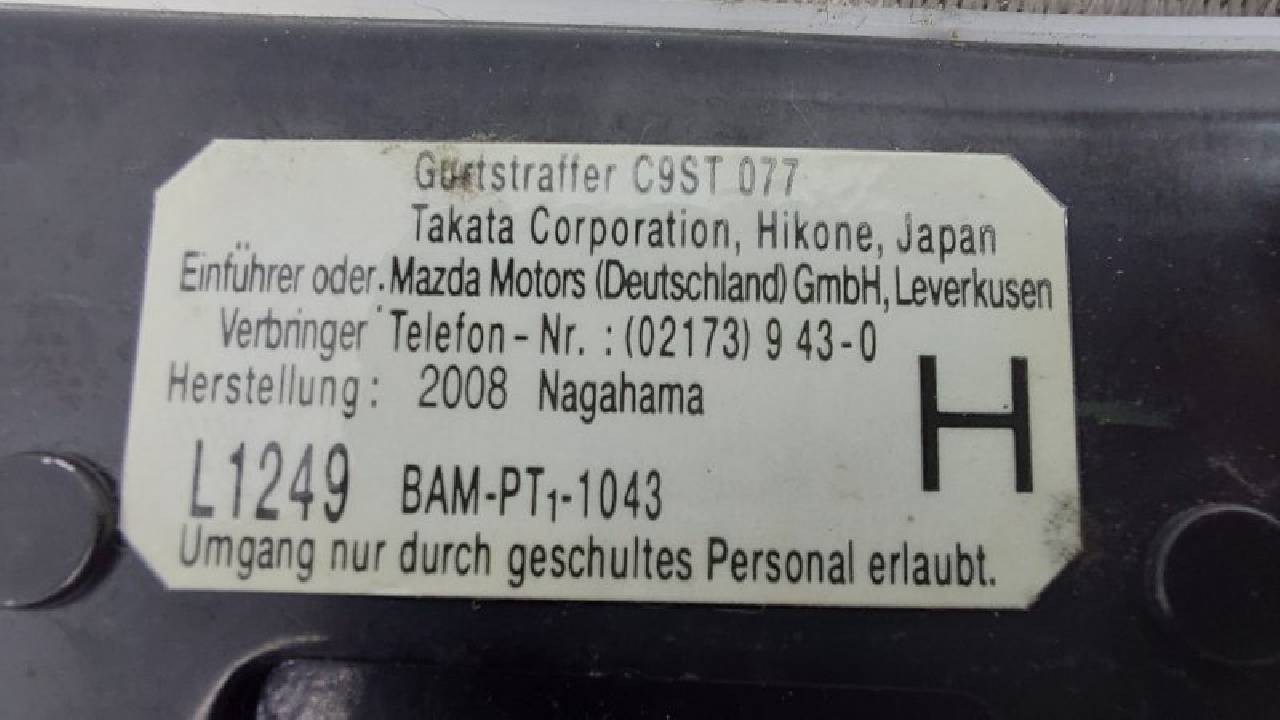 Gurtstraffer C9ST 077
Takata Corporation, Hikone, Japan
Einführer oder. Mazda Motors (Deutschland) GmbH, Leverkusen
Verbringer Telefon - Nr. : (02173) 9 43-0
Herstellung : 2008 Nagahama
H
L1249 BAM-PT1-1043
Umgang nur durch geschultes Personal erlaubt.